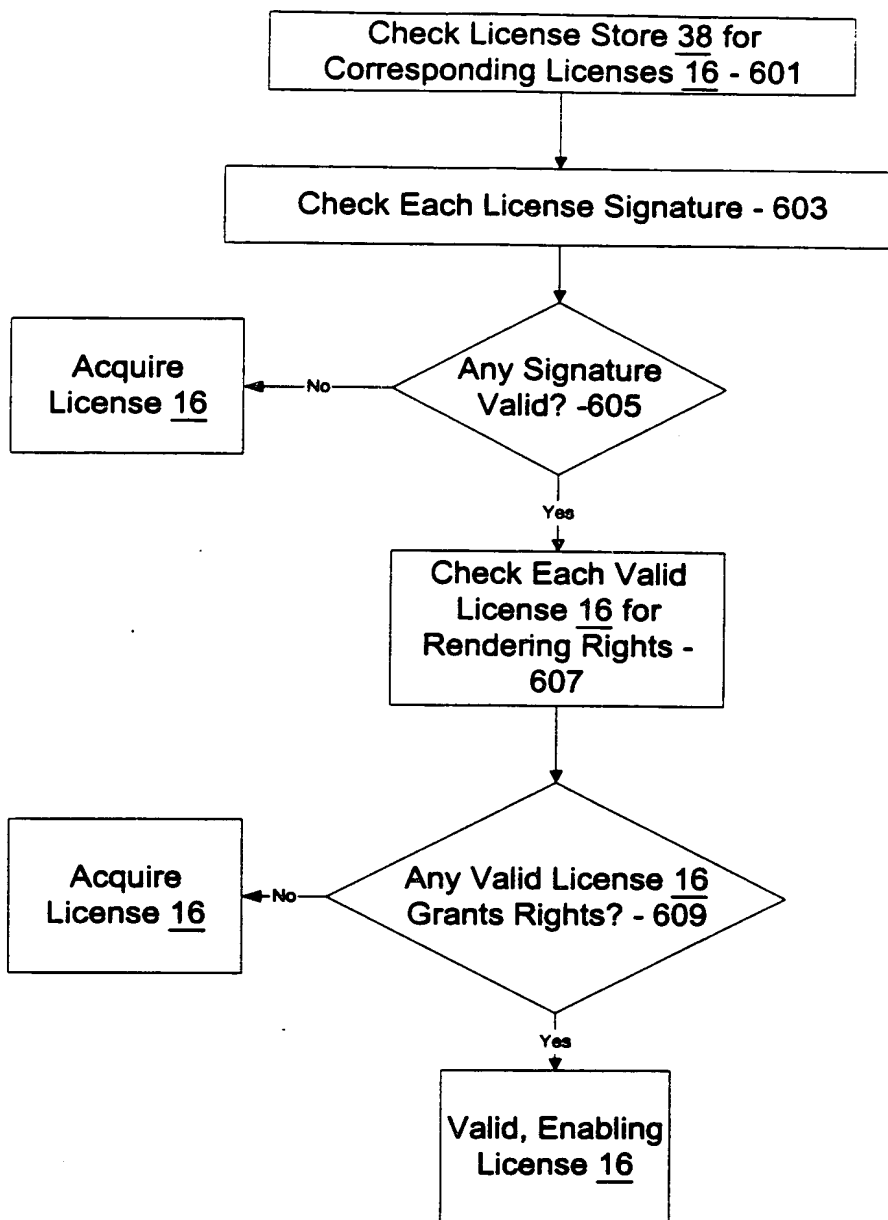 Check License Store 38 for
Corresponding Licenses 16 - 601
Check Each License Signature - 603
Acquire
License 16
No
Any Signature
Valid? -605
Yes
Check Each Valid
License 16 for
Rendering Rights -
607
Acquire
License 16
No
Any Valid License 16
Grants Rights? - 609
Yes
Valid, Enabling
License 16